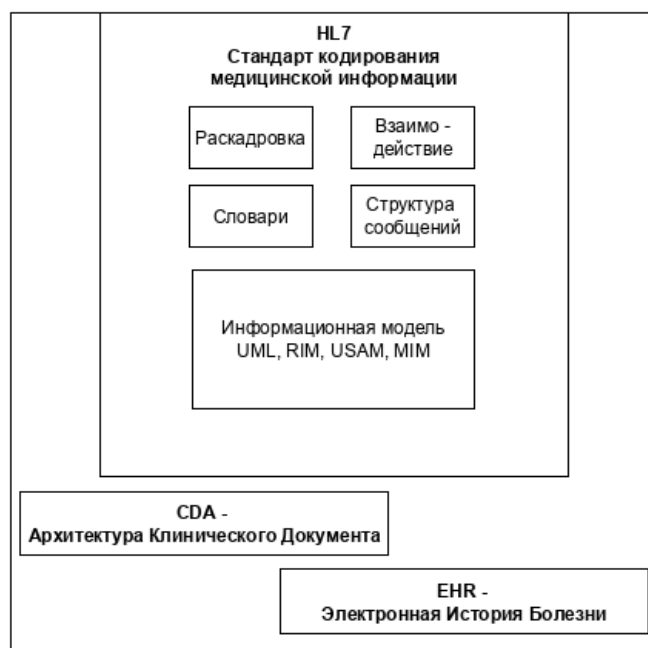 HL7
Стандарт кодирования
медицинской информации
Раскадровка
Взаимо -
действие
Словари
Структура
сообщений
Информационная модель
UML, RIM, USAM, MIM
CDA -
Архитектура Клинического Документа
EHR -
Электронная История Болезни